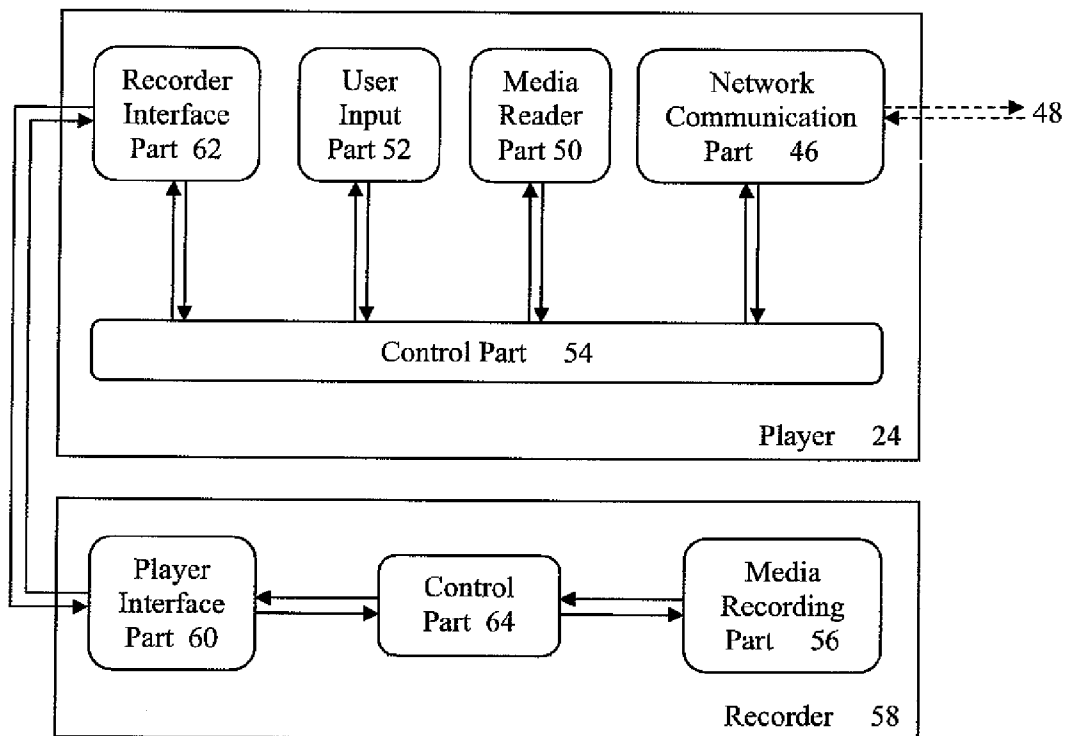 Recorder
Interface
Part 62
User
Input
Part 52
Media
Reader
Part 50
Network
Communication
Part 46
48
Control Part 54
Player 24
Player
Interface
Part 60
Control
Part 64
Media
Recording
Part 56
Recorder 58